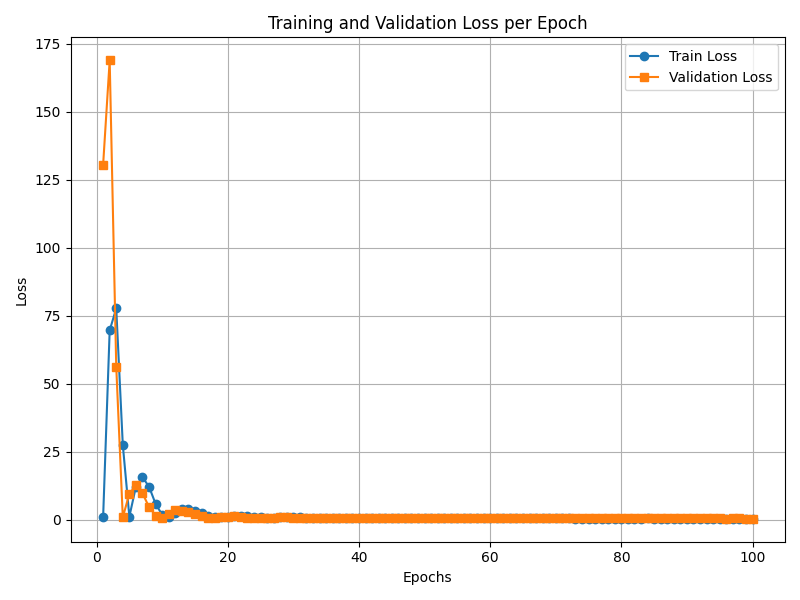 Training and Validation Loss per Epoch
175
150
125
100
75
50
25
0
Loss
Train Loss
Validation Loss
0 20 40 60 80 100
Epochs